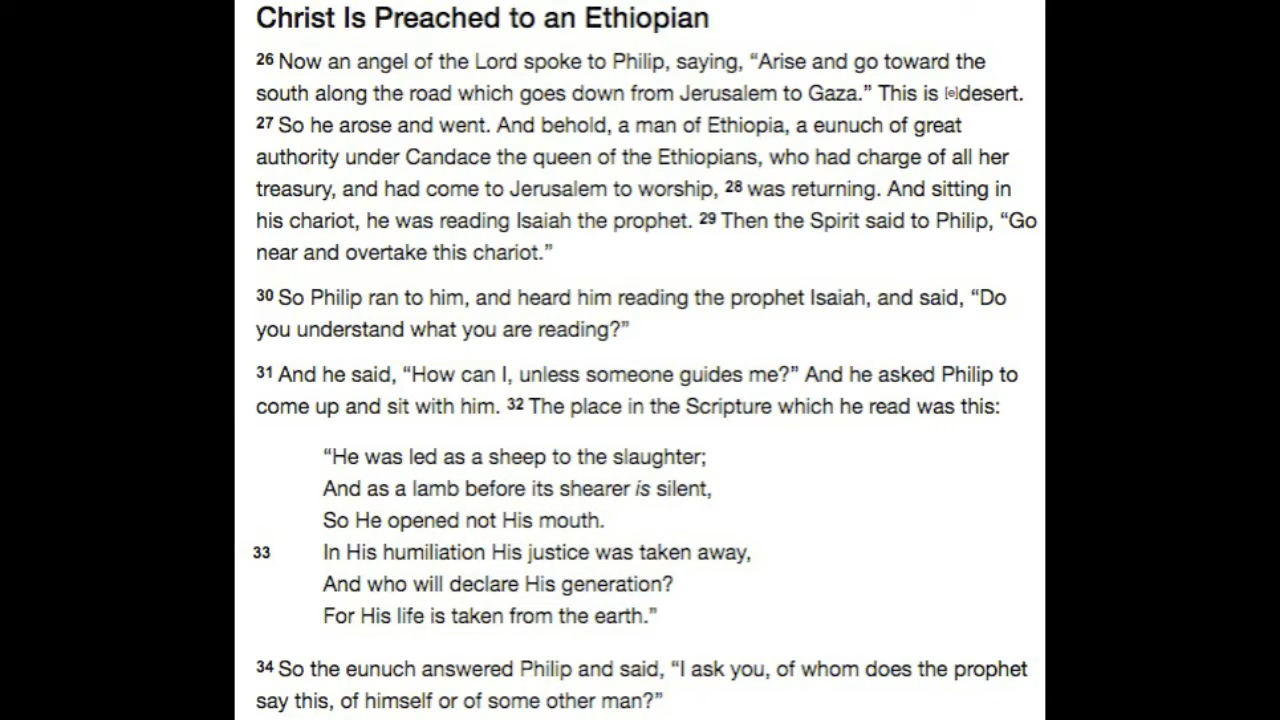 Christ Is Preached to an Ethiopian
26 Now an angel of the Lord spoke to Philip, saying, “Arise and go toward the
south along the road which goes down from Jerusalem to Gaza.” This is [e]desert.
27 So he arose and went. And behold, a man of Ethiopia, a eunuch of great
authority under Candace the queen of the Ethiopians, who had charge of all her
treasury, and had come to Jerusalem to worship, 28 was returning. And sitting in
his chariot, he was reading Isaiah the prophet. 29 Then the Spirit said to Philip, “Go
near and overtake this chariot.”
30 So Philip ran to him, and heard him reading the prophet Isaiah, and said, “Do
you understand what you are reading?”
31 And he said, “How can I, unless someone guides me?” And he asked Philip to
come up and sit with him. 32 The place in the Scripture which he read was this:
“He was led as a sheep to the slaughter;
And as a lamb before its shearer is silent,
So He opened not His mouth.
33 In His humiliation His justice was taken away,
And who will declare His generation?
For His life is taken from the earth.”
34 So the eunuch answered Philip and said, “I ask you, of whom does the prophet
say this, of himself or of some other man?”